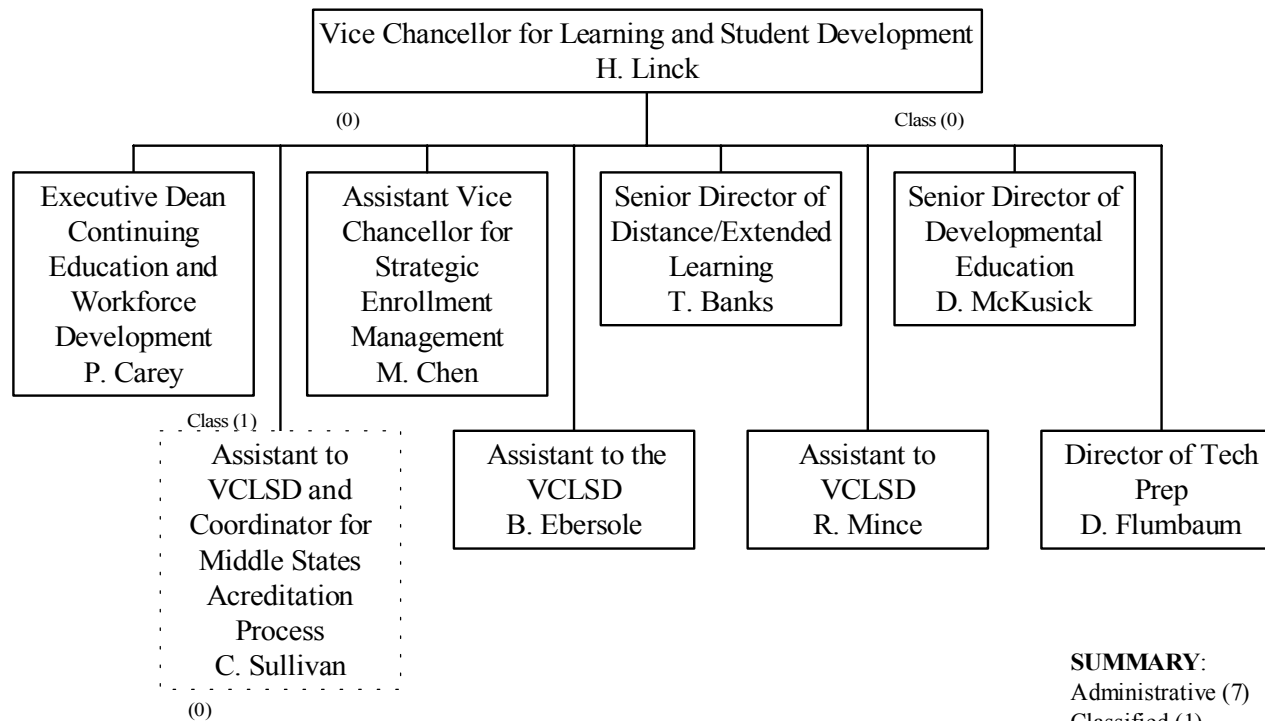 Vice Chancellor for Learning and Student Development
H. Linck
(0)
Class (0)
Executive Dean
Continuing
Education and
Workforce
Development
P. Carey
Assistant Vice
Chancellor for
Strategic
Enrollment
Management
M. Chen
Senior Director of
Distance/Extended
Learning
T. Banks
Senior Director of
Developmental
Education
D. McKusick
Class (1)
Assistant to
VCLSD and
Coordinator for
Middle States
Acreditation
Process
C. Sullivan
(0)
Assistant to the
VCLSD
B. Ebersole
Assistant to
VCLSD
R. Mince
Director of Tech
Prep
D. Flumbaum
SUMMARY:
Administrative (7)
Classified (1)